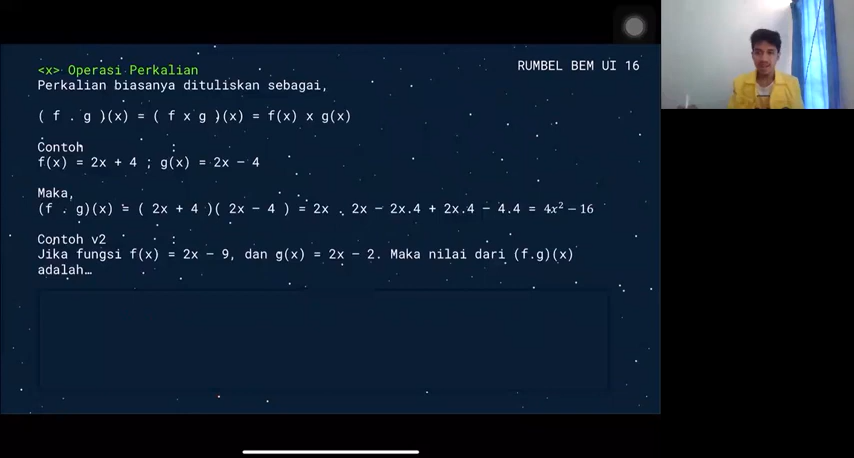 <x> Operasi Perkalian
RUMBEL BEM UI 16
Perkalian biasanya dituliskan sebagai,
( f . g )(x) = ( f x g )(x) = f(x) x g(x)
Contoh :
f(x) = 2x + 4 ; g(x) = 2x − 4
Maka,
(f . g)(x) = ( 2x + 4 )( 2x − 4 ) = 2x . 2x − 2x.4 + 2x.4 − 4.4 = 4x² − 16
Contoh v2 :
Jika fungsi f(x) = 2x − 9, dan g(x) = 2x − 2. Maka nilai dari (f.g)(x)
adalah…